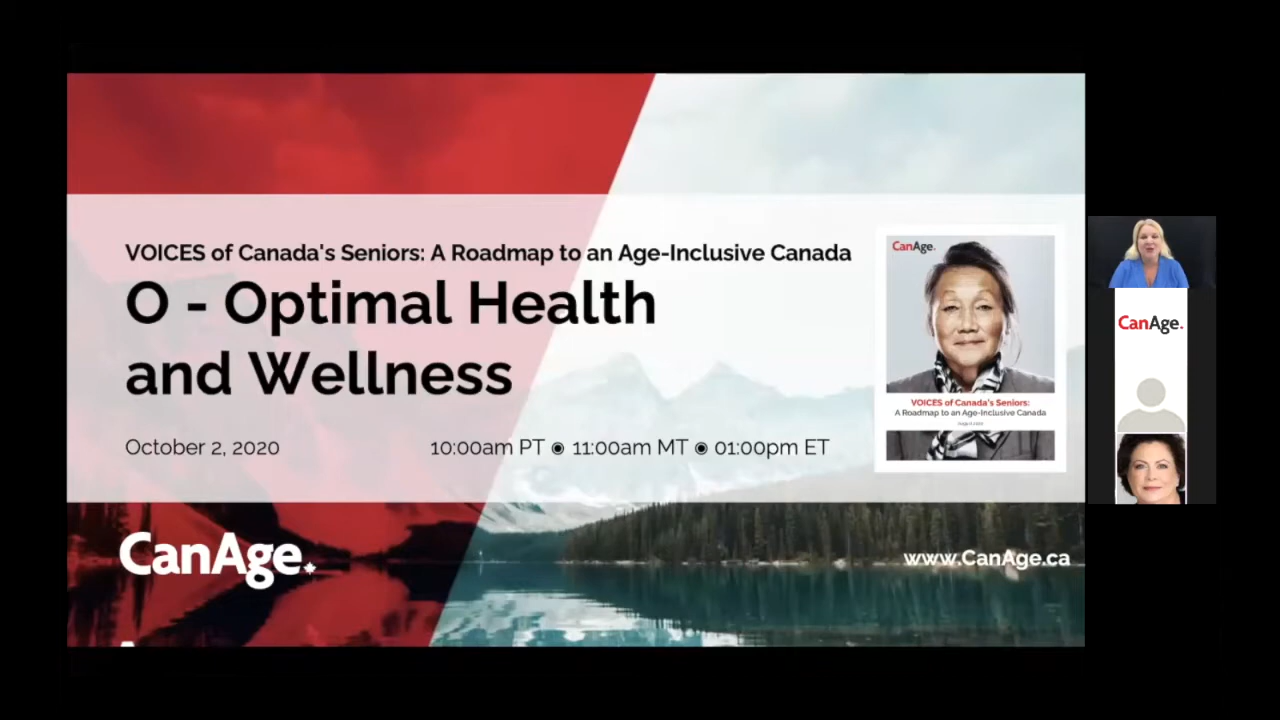 VOICES of Canada's Seniors: A Roadmap to an Age-Inclusive Canada
O - Optimal Health
and Wellness
October 2, 2020
10:00am PT ◉ 11:00am MT ◉ 01:00pm ET
CanAge.
VOICES of Canada's Seniors:
A Roadmap to an Age-Inclusive Canada
CanAge
www.CanAge.ca
CanAge.